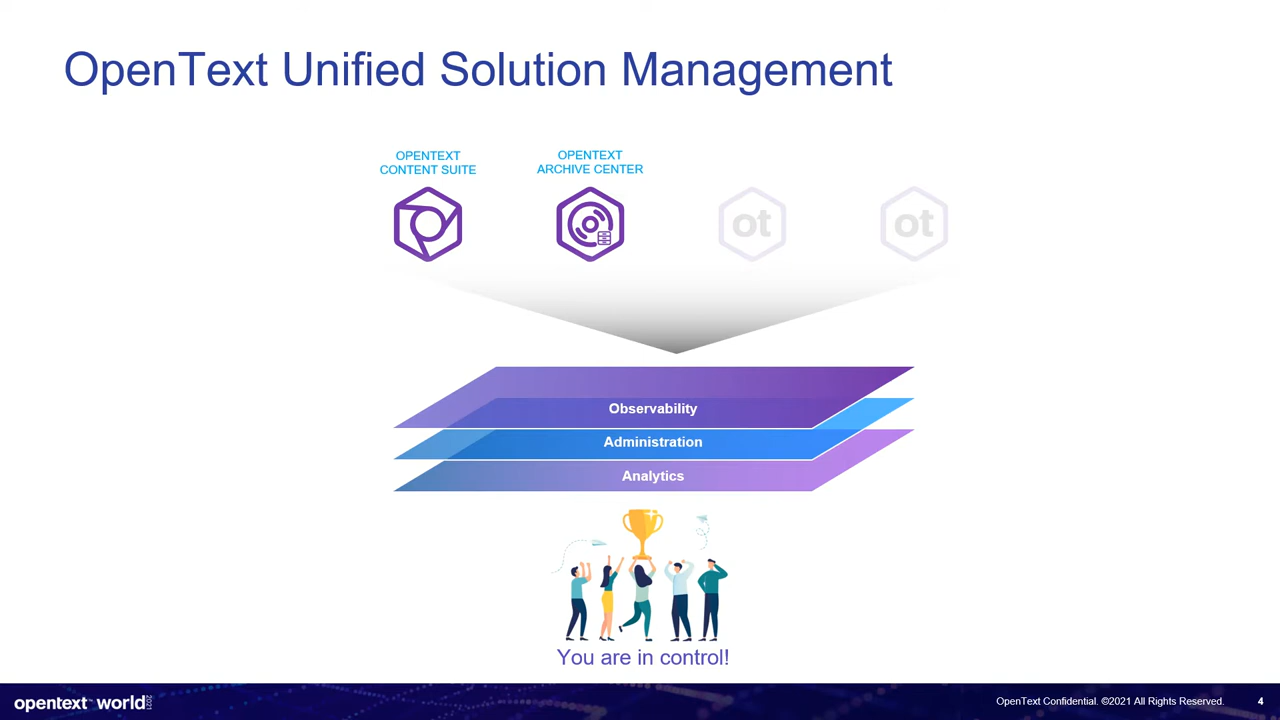 OpenText Unified Solution Management
OPENTEXT
CONTENT SUITE
OPENTEXT
ARCHIVE CENTER
ot
ot
Observability
Administration
Analytics
You are in control!
opentext world 2021
OpenText Confidential. ©2021 All Rights Reserved.
4